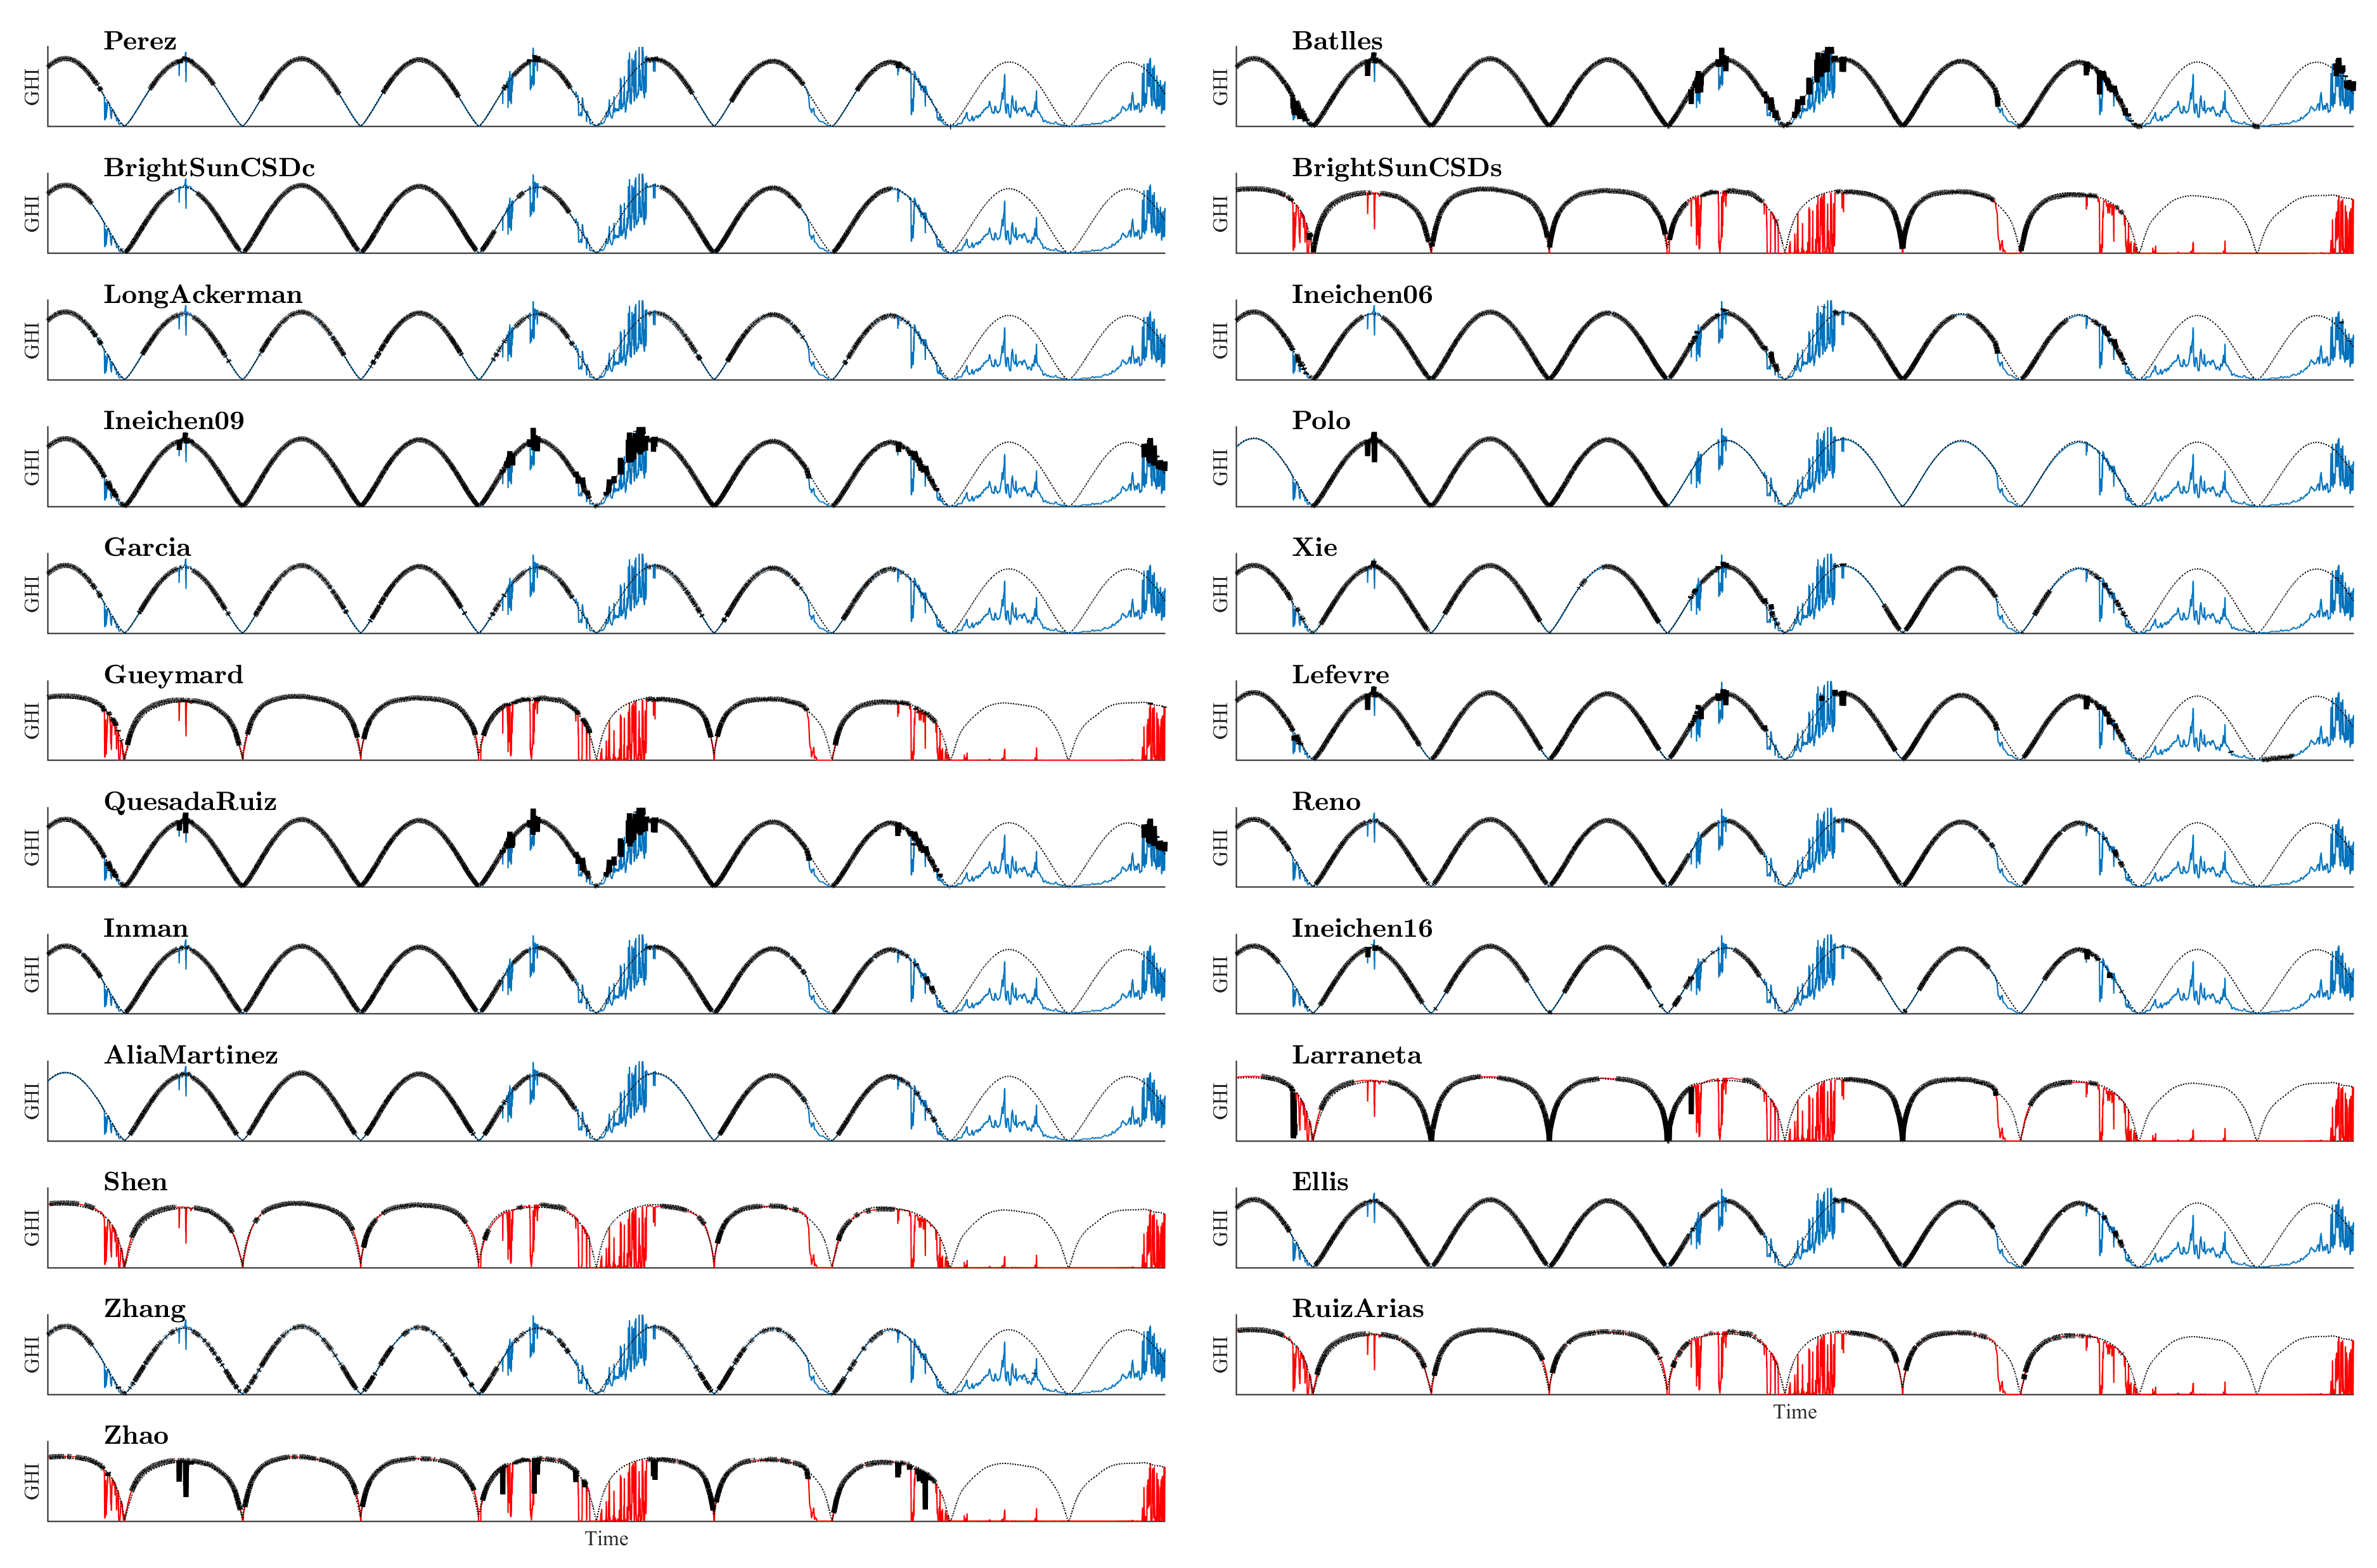 Perez
GHI
Batlles
GHI
BrightSunCSDc
GHI
BrightSunCSDs
GHI
LongAckerman
GHI
Ineichen06
GHI
Ineichen09
GHI
Polo
GHI
Garcia
GHI
Xie
GHI
Gueymard
GHI
Lefevre
GHI
QuesadaRuiz
GHI
Reno
GHI
Inman
GHI
Ineichen16
GHI
AliaMartinez
GHI
Larraneta
GHI
Shen
GHI
Ellis
GHI
Zhang
GHI
RuizArias
GHI
Time
Zhao
GHI
Time